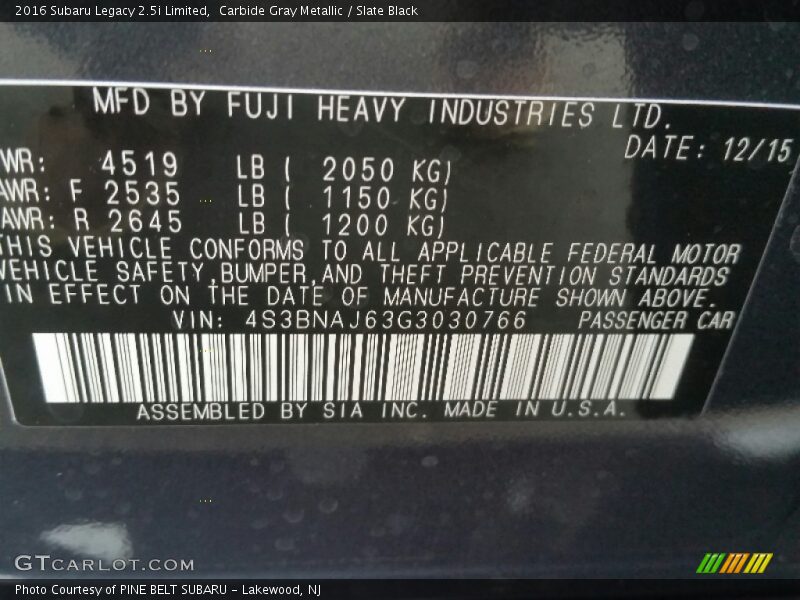 2016 Subaru Legacy 2.5i Limited,  Carbide Gray Metallic / Slate Black
MFD BY FUJI HEAVY INDUSTRIES LTD.
DATE: 12/15
WR: 4519 LB ( 2050 KG)
AWR: F 2535 LB ( 1150 KG)
AWR: R 2645 LB ( 1200 KG)
THIS VEHICLE CONFORMS TO ALL APPLICABLE FEDERAL MOTOR
VEHICLE SAFETY,BUMPER,AND THEFT PREVENTION STANDARDS
IN EFFECT ON THE DATE OF MANUFACTURE SHOWN ABOVE.
VIN: 4S3BNAJ63G3030766 PASSENGER CAR
ASSEMBLED BY SIA INC. MADE IN U.S.A.
GTCARLOT.COM
Photo Courtesy of PINE BELT SUBARU - Lakewood, NJ